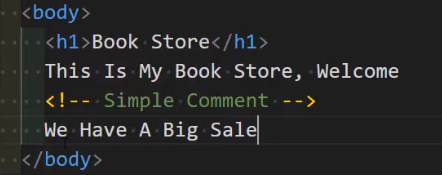 <body>
<h1>Book Store</h1>
This Is My Book Store, Welcome
<!-- Simple Comment -->
We Have A Big Sale
</body>